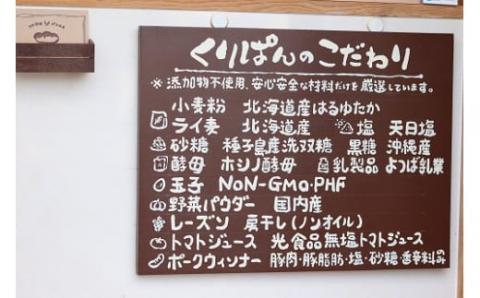 くりぱんのこだわり
※添加物不使用、安心安全な材料だけを厳選しています。
小麦粉 北海道産はるゆたか
ライ麦 北海道産 塩 天日塩
砂糖 種子島産洗双糖 黒糖 沖縄産
酵母 ホシノ酵母 乳製品 よつば乳業
玉子 NON-GMO・PHF
野菜パウダー 国内産
レーズン 戻干し(ノンオイル)
トマトジュース 光食品無塩トマトジュース
ポークウィンナー 豚肉・豚脂肪・塩・砂糖・香辛料のみ